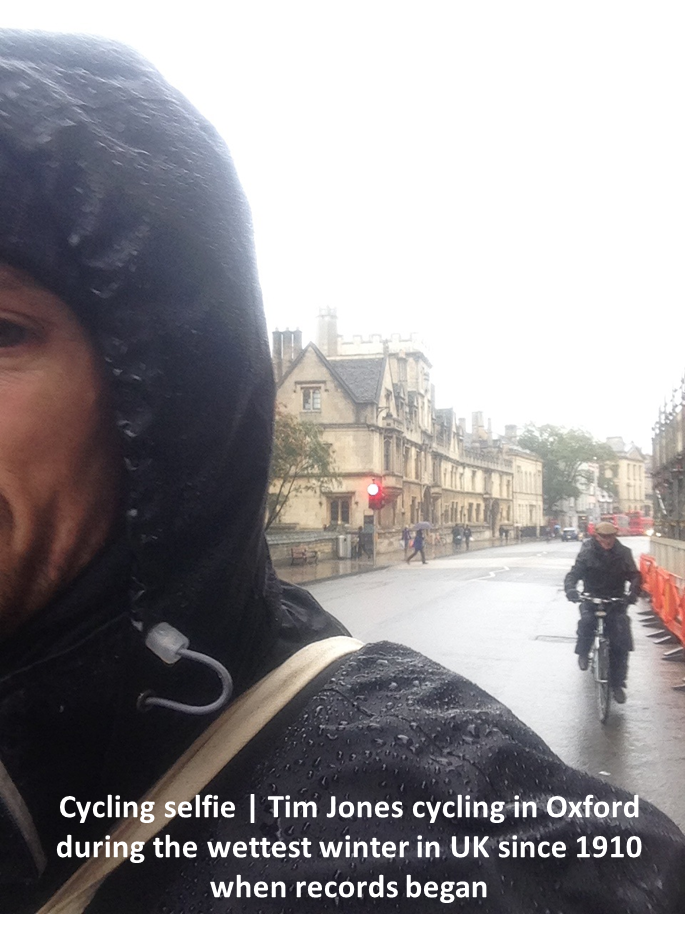 Cycling selfie | Tim Jones cycling in Oxford
during the wettest winter in UK since 1910
when records began